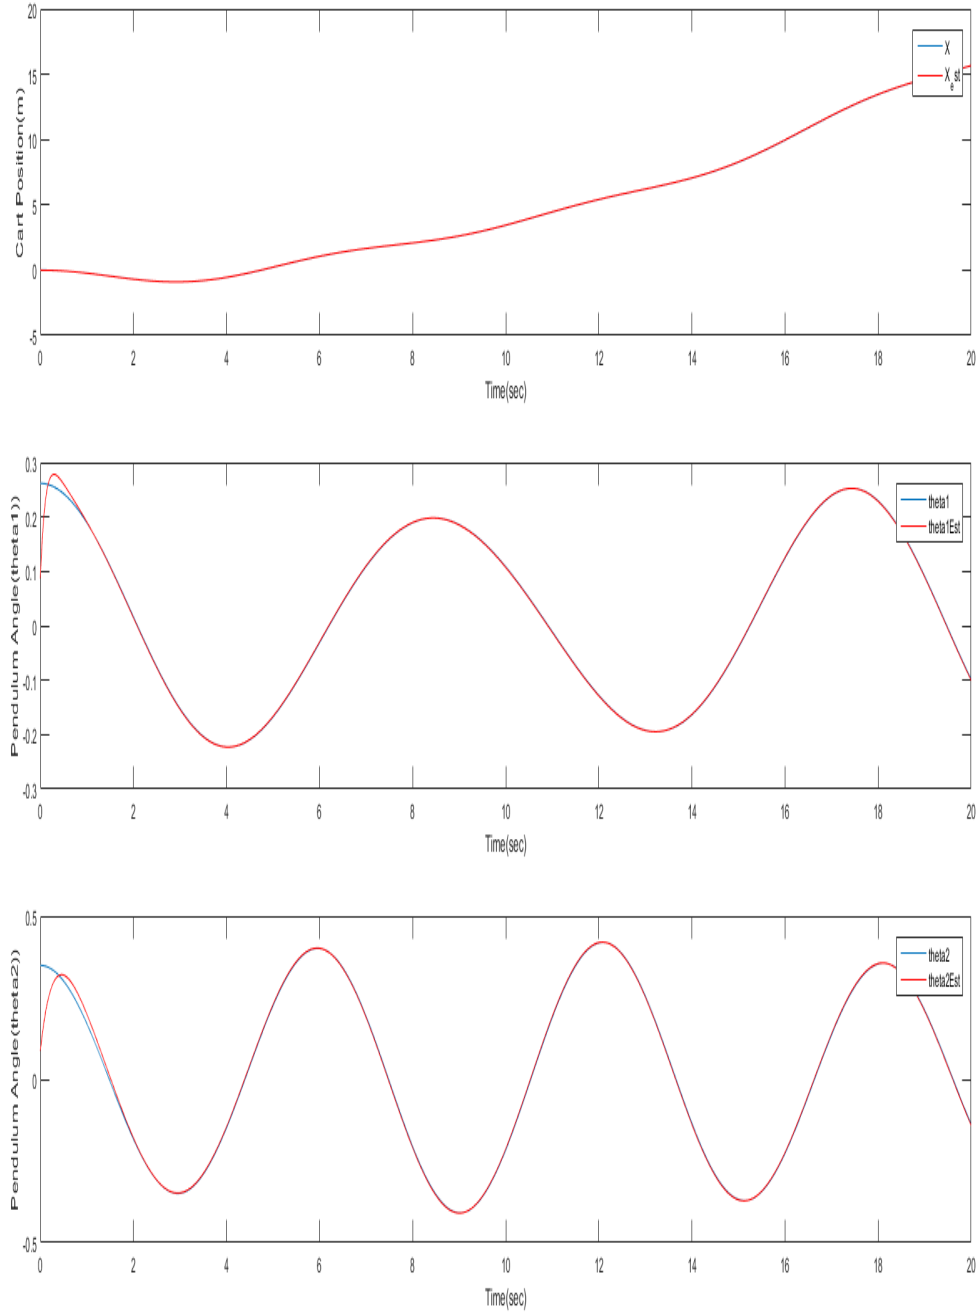 20
15
10
5
0
-5
Cart Position(m)
X
X_est
0 2 4 6 8 10 12 14 16 18 20
Time(sec)
0.3
0.2
0.1
0
-0.1
-0.2
-0.3
Pendulum Angle(theta1))
theta1
theta1Est
0 2 4 6 8 10 12 14 16 18 20
Time(sec)
0.5
0
-0.5
Pendulum Angle(theta2))
theta2
theta2Est
0 2 4 6 8 10 12 14 16 18 20
Time(sec)